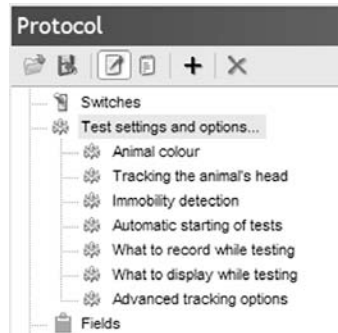 Protocol
Switches
Test settings and options...
Animal colour
Tracking the animal's head
Immobility detection
Automatic starting of tests
What to record while testing
What to display while testing
Advanced tracking options
Fields